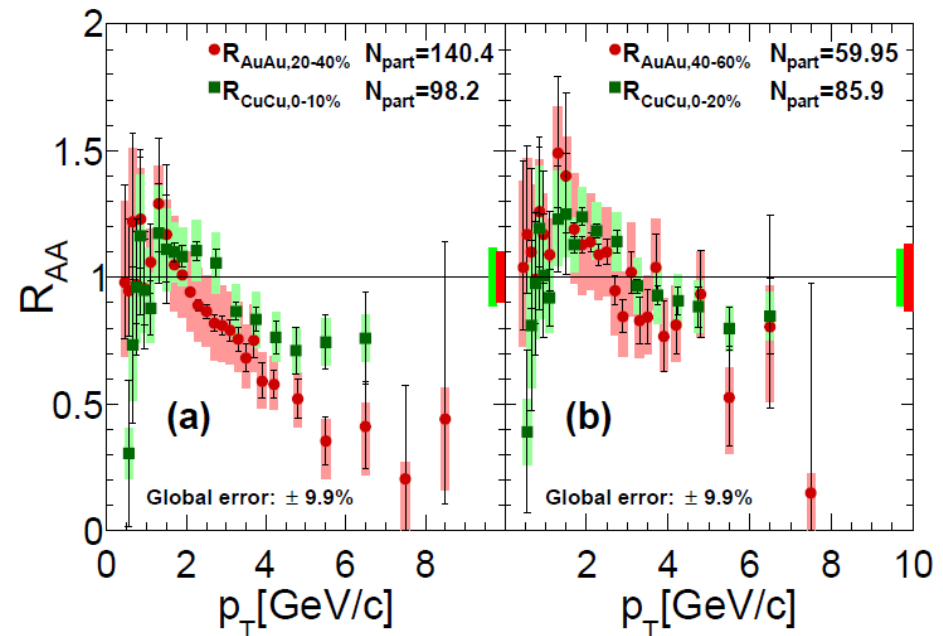 2
1.5
1
0.5
0
R_AA
R_AuAu,20-40% N_part=140.4
R_CuCu,0-10% N_part=98.2
(a)
Global error: ± 9.9%
0 2 4 6 8
p_T[GeV/c]
R_AuAu,40-60% N_part=59.95
R_CuCu,0-20% N_part=85.9
(b)
Global error: ± 9.9%
2 4 6 8 10
p_T[GeV/c]